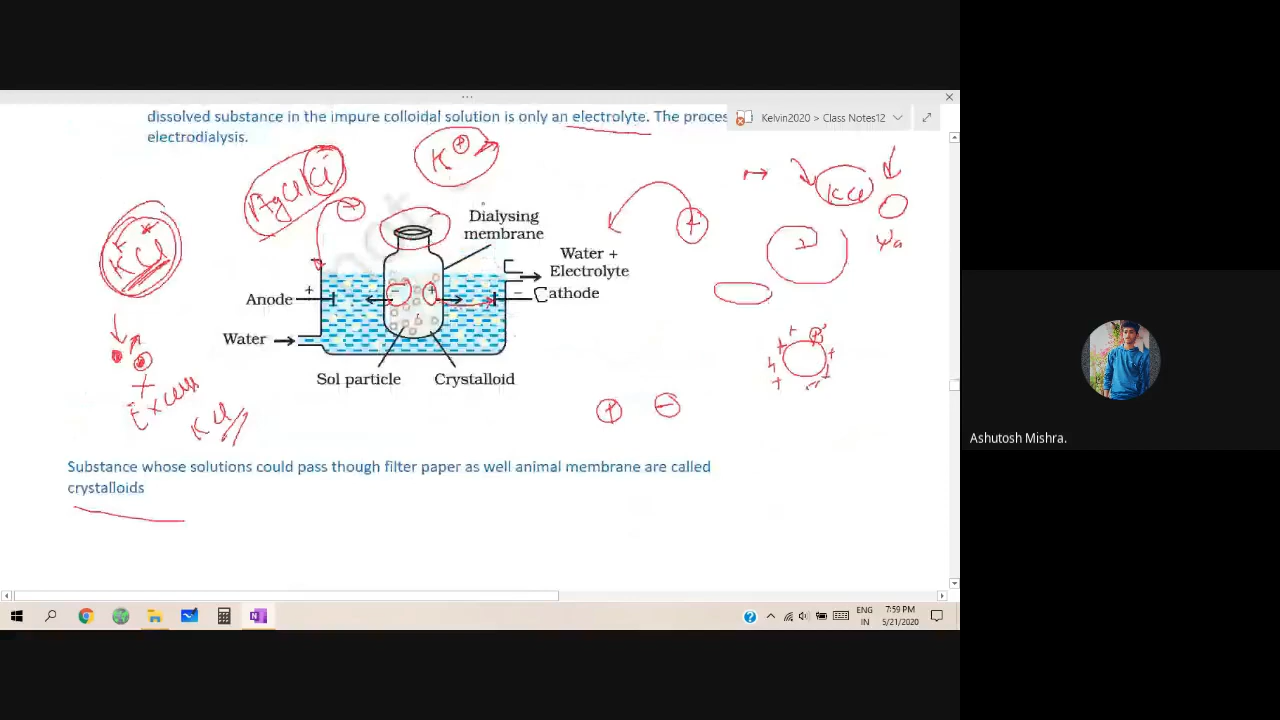 dissolved substance in the impure colloidal solution is only an electrolyte. The proces
electrodialysis.
Kelvin2020 > Class Notes12
K+
AgCl Cl
KCl
K
KCl
Dialysing
membrane
Water +
Electrolyte
+
Anode
− +
− Cathode
Water
Sol particle
Crystalloid
Excess
KCl
+ −
Substance whose solutions could pass though filter paper as well animal membrane are called
crystalloids
Ashutosh Mishra.
ENG
IN
7:59 PM
5/21/2020